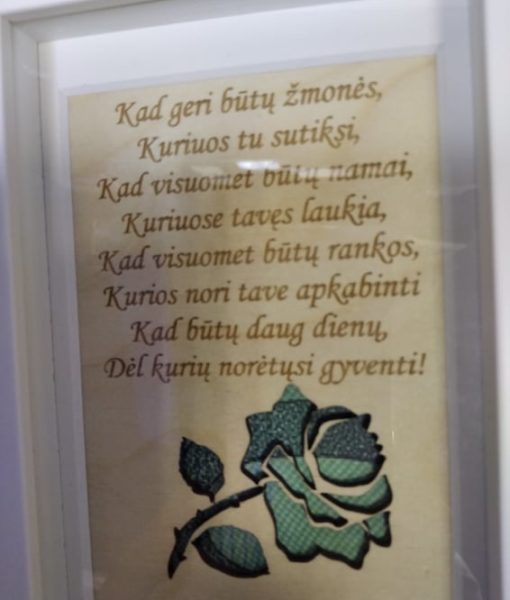 Kad geri būtų žmonės,
Kuriuos tu sutiksi,
Kad visuomet būtų namai,
Kuriuose tavęs laukia,
Kad visuomet būtų rankos,
Kurios nori tave apkabinti
Kad būtų daug dienų,
Dėl kurių norėtųsi gyventi!